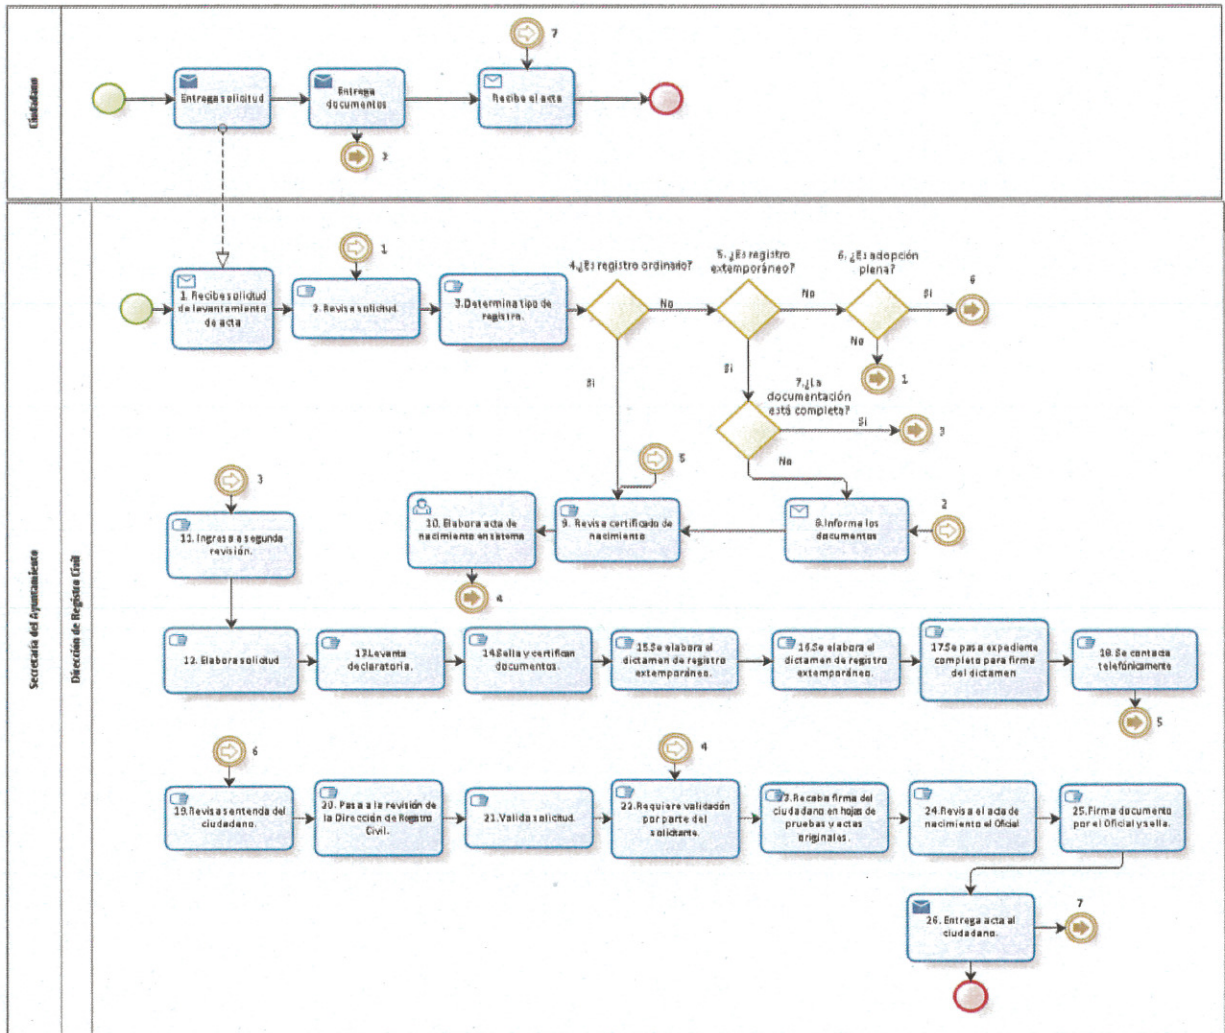 Ciudadano
7
Entrega solicitud
Entrega
documentos
Recibe el acta
2
Secretaría del Ayuntamiento
Dirección de Registro Civil
1
4.¿Es registro ordinario?
5. ¿Es registro
extemporáneo?
6. ¿Es adopción
plena?
6
1. Recibe solicitud
de levantamiento
de acta
2. Revisa solicitud.
3.Determina tipo de
registro.
No
No
Si
No
Si
Si
1
7.¿La
documentación
está completa?
Si
3
5
No
3
2
11. Ingresa a segunda
revisión.
10. Elabora acta de
nacimiento en sistema
9. Revisa certificado de
nacimiento
8.Informa los
documentos
4
12. Elabora solicitud
13.Levanta
declaratoria.
14.Sella y certifican
documentos.
15.Se elabora el
dictamen de registro
extemporáneo.
16.Se elabora el
dictamen de registro
extemporáneo.
17.Se pasa expediente
completo para firma
del dictamen
18.Se contacta
telefónicamente
5
6
4
19.Revisa sentencia del
ciudadano.
20. Pasa a la revisión de
la Dirección de Registro
Civil.
21.Valida solicitud.
22.Requiere validación
por parte del
solicitante.
23.Recaba firma del
ciudadano en hojas de
pruebas y actas
originales.
24.Revisa el acta de
nacimiento el Oficial
25.Firma documento
por el Oficial y sella.
7
26. Entrega acta al
ciudadano.